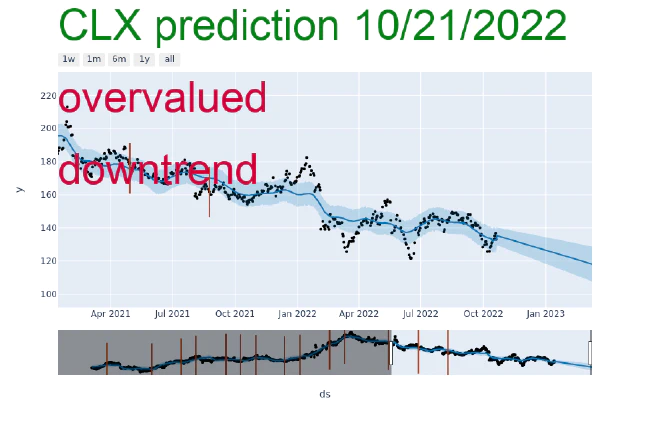 CLX prediction 10/21/2022
1w 1m 6m 1y all
overvalued
downtrend
y
220
200
180
160
140
120
100
Apr 2021 Jul 2021 Oct 2021 Jan 2022 Apr 2022 Jul 2022 Oct 2022 Jan 2023
ds